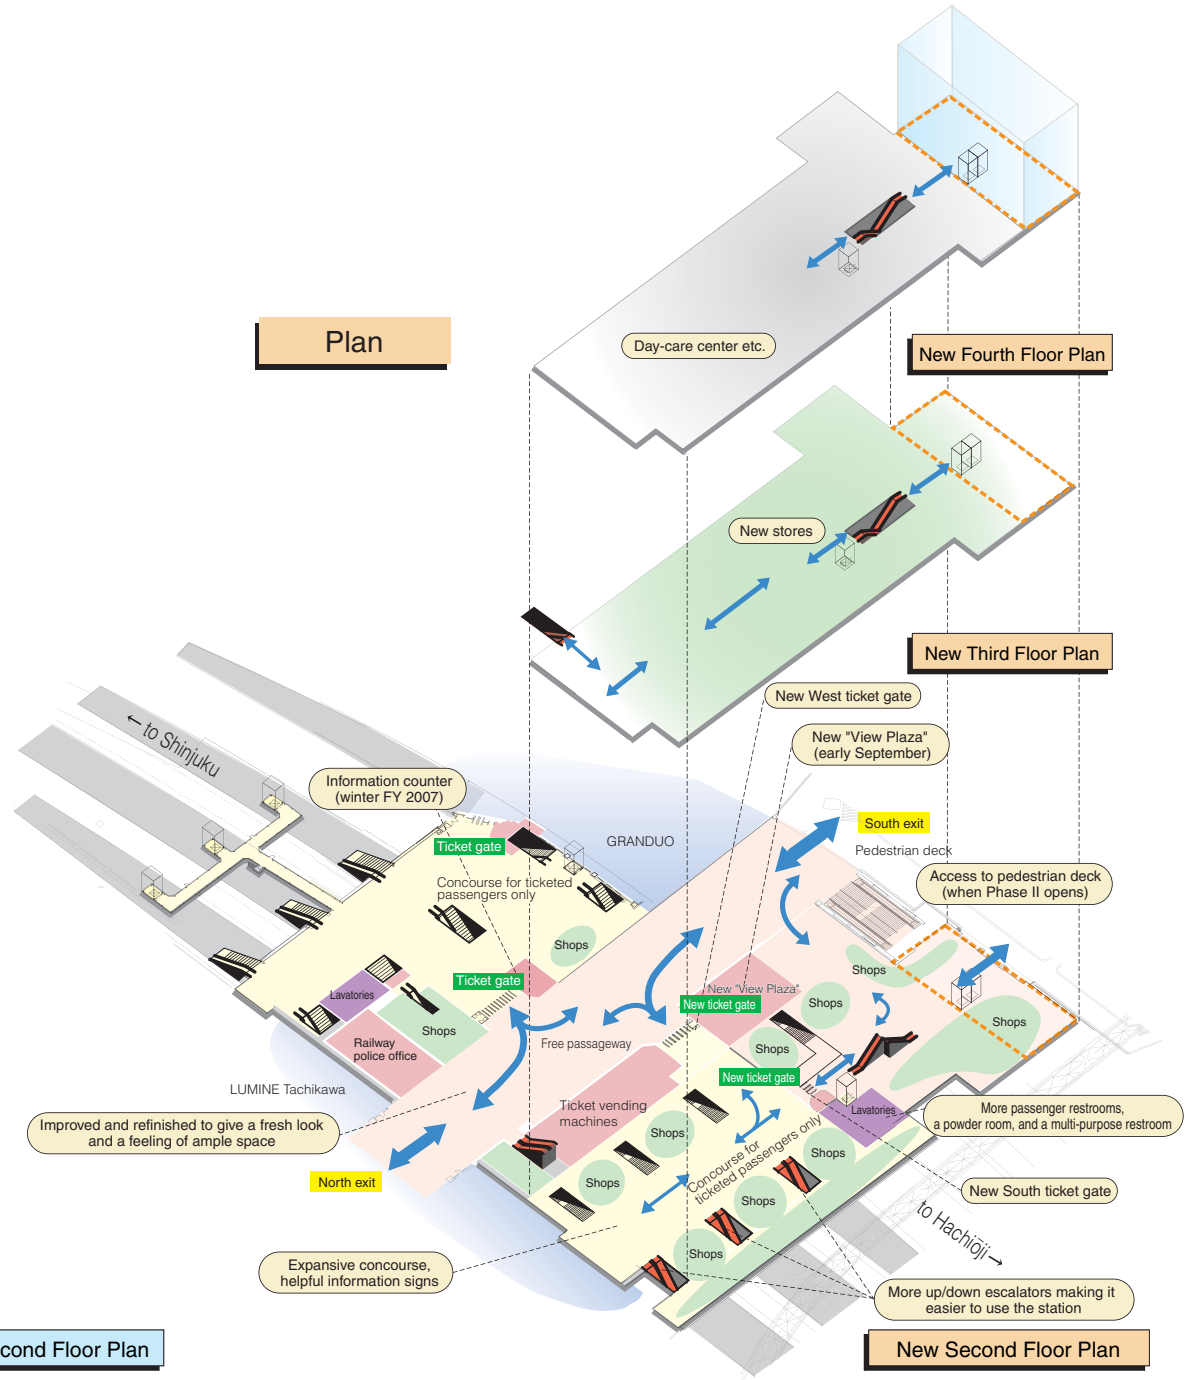 Plan
Day-care center etc.
New Fourth Floor Plan
New stores
New Third Floor Plan
New West ticket gate
New "View Plaza"
(early September)
← to Shinjuku
Information counter
(winter FY 2007)
South exit
Ticket gate
GRANDUO
Pedestrian deck
Concourse for ticketed
passengers only
Access to pedestrian deck
(when Phase II opens)
Shops
Shops
Ticket gate
Lavatories
New "View Plaza"
New ticket gate
Shops
Shops
Railway
police office
Free passageway
Shops
New ticket gate
LUMINE Tachikawa
Ticket vending
machines
Lavatories
More passenger restrooms,
a powder room, and a multi-purpose restroom
Improved and refinished to give a fresh look
and a feeling of ample space
Shops
Concourse for
ticketed passengers only
Shops
North exit
Shops
Shops
New South ticket gate
to Hachioji→
Shops
Expansive concourse,
helpful information signs
More up/down escalators making it
easier to use the station
cond Floor Plan
New Second Floor Plan